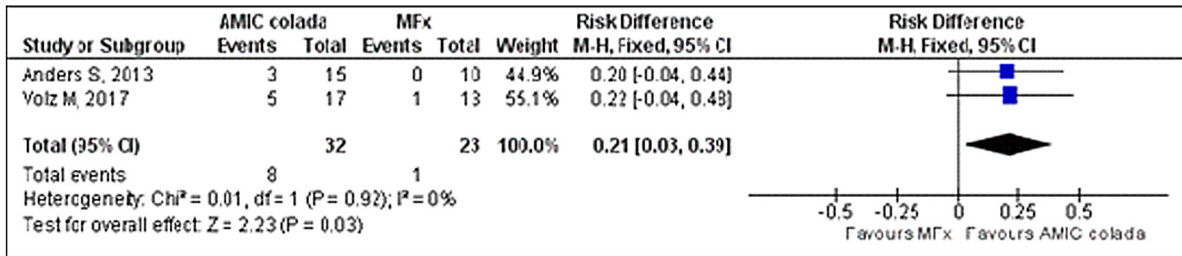 AMIC colada MFx Risk Difference Risk Difference
Study or Subgroup Events Total Events Total Weight M-H, Fixed, 95% CI M-H, Fixed, 95% CI
Anders S, 2013 3 15 0 10 44.9% 0.20 [-0.04, 0.44]
Volz M, 2017 5 17 1 13 55.1% 0.22 [-0.04, 0.48]
Total (95% CI) 32 23 100.0% 0.21 [0.03, 0.39]
Total events 8 1
Heterogeneity: Chi² = 0.01, df = 1 (P = 0.92); I² = 0%
Test for overall effect: Z = 2.23 (P = 0.03)
-0.5 -0.25 0 0.25 0.5
Favours MFx Favours AMIC colada